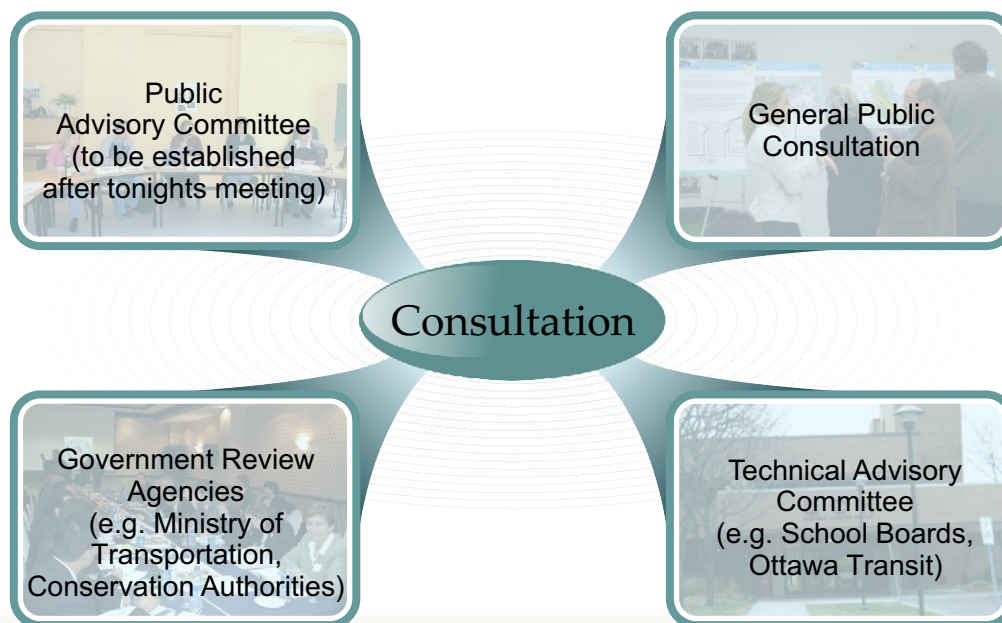 Public
Advisory Committee
(to be established
after tonights meeting)
General Public
Consultation
Consultation
Government Review
Agencies
(e.g. Ministry of
Transportation,
Conservation Authorities)
Technical Advisory
Committee
(e.g. School Boards,
Ottawa Transit)